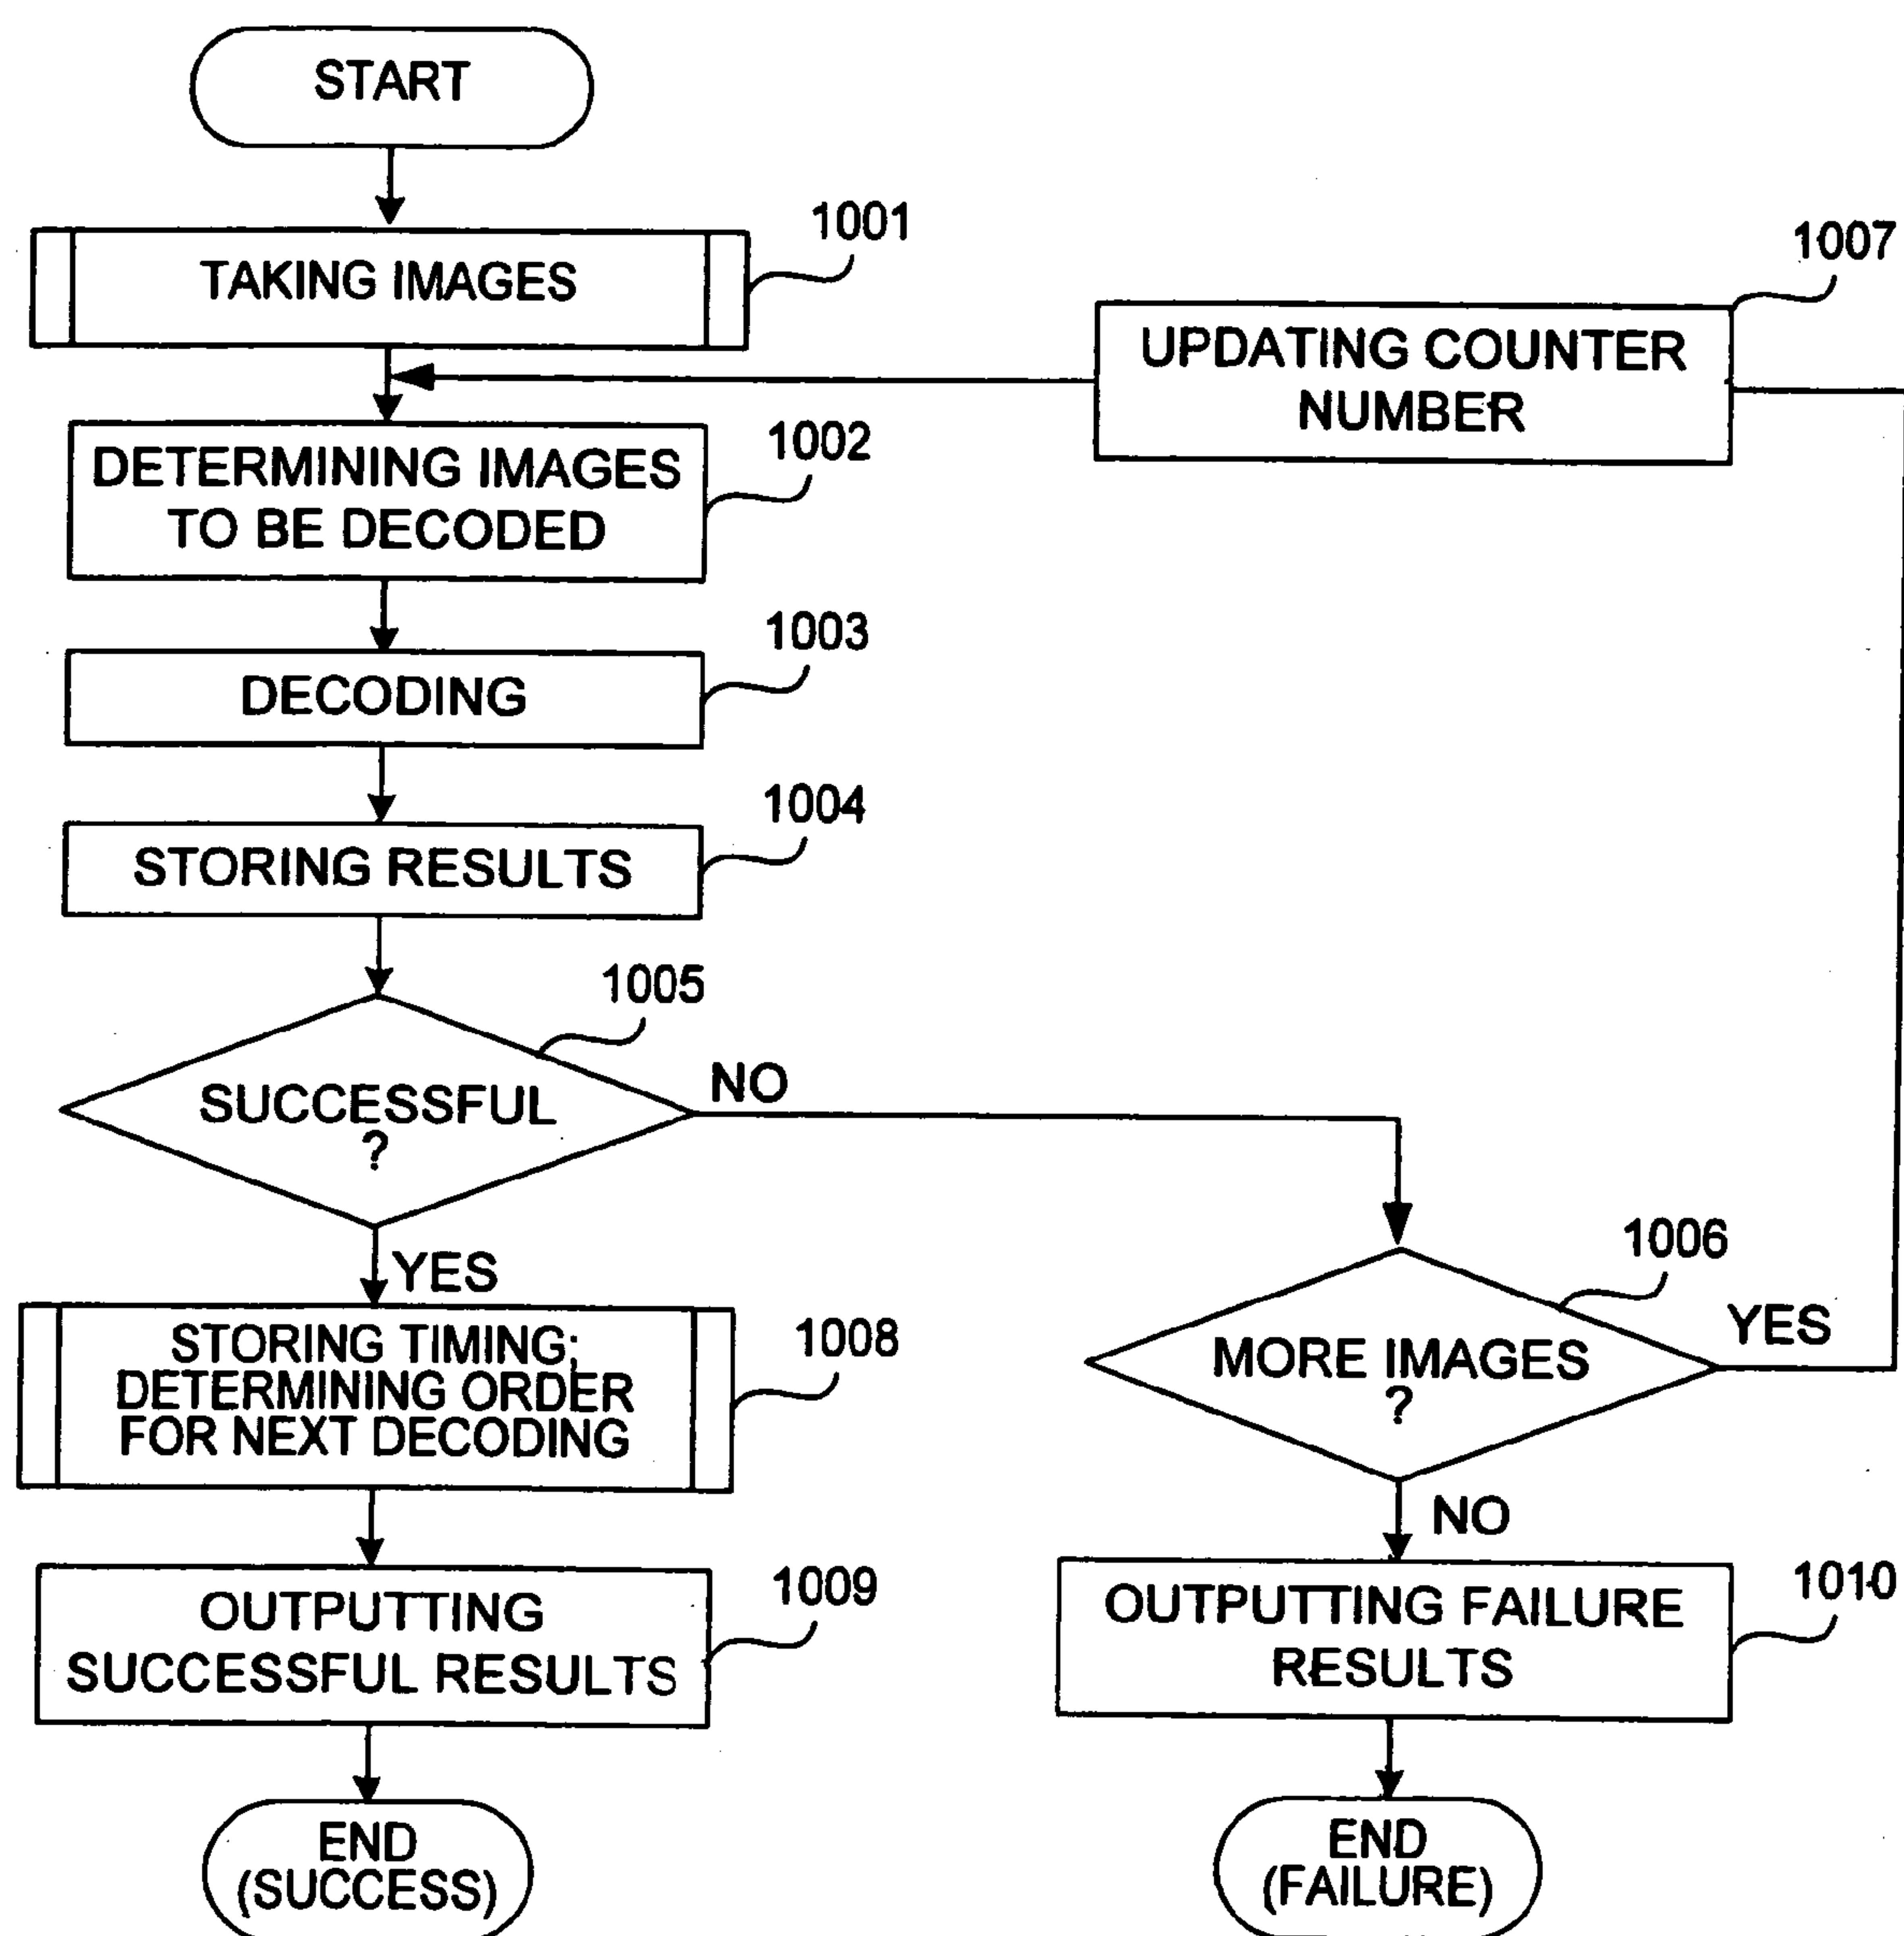 START
1001
TAKING IMAGES
1007
UPDATING COUNTER
NUMBER
1002
DETERMINING IMAGES
TO BE DECODED
1003
DECODING
1004
STORING RESULTS
1005
SUCCESSFUL
?
NO
YES
1006
MORE IMAGES
?
YES
NO
1008
STORING TIMING;
DETERMINING ORDER
FOR NEXT DECODING
1009
OUTPUTTING
SUCCESSFUL RESULTS
1010
OUTPUTTING FAILURE
RESULTS
END
(SUCCESS)
END
(FAILURE)